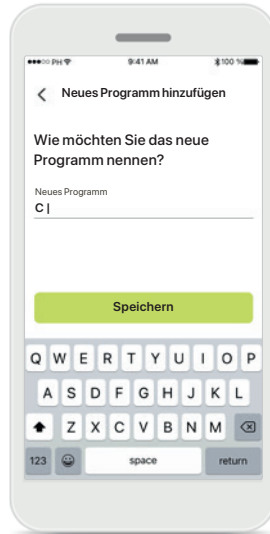 PH 9:41 AM 100 %
Neues Programm hinzufügen
Wie möchten Sie das neue
Programm nennen?
Neues Programm
C |
Speichern
Q W E R T Y U I O P
A S D F G H J K L
Z X C V B N M
123 space return